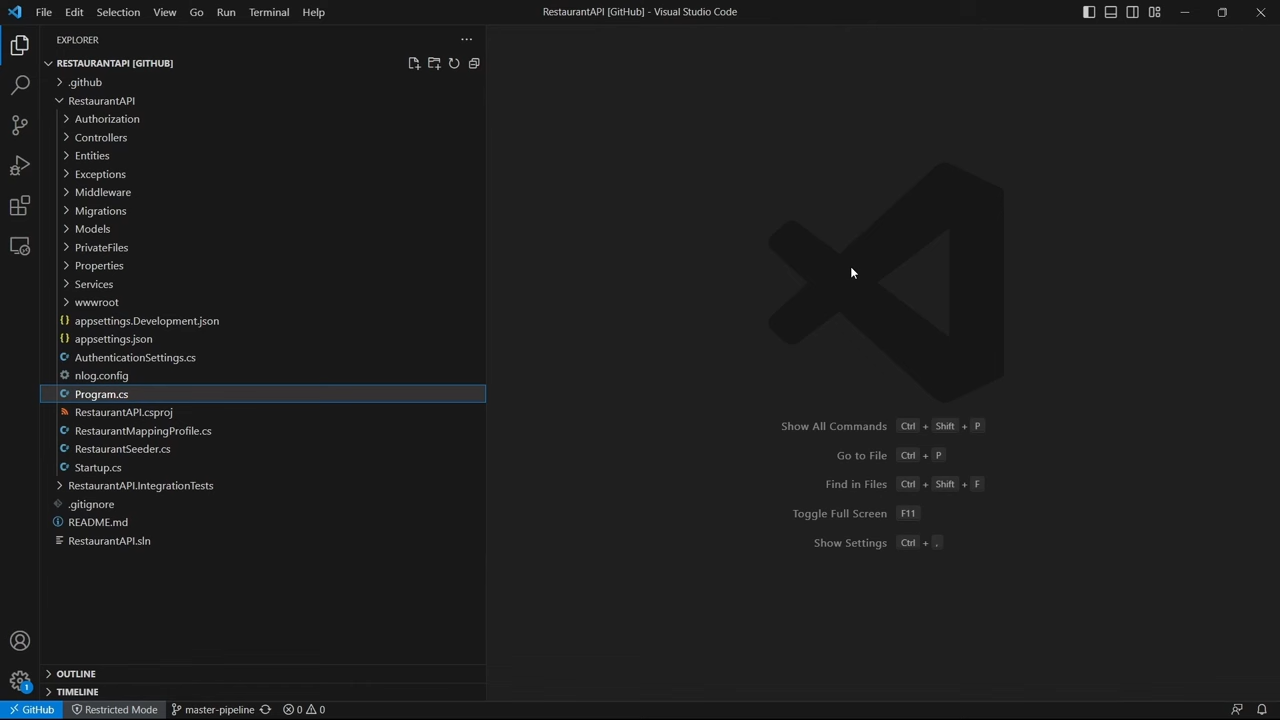 File Edit Selection View Go Run Terminal Help
RestaurantAPI [GitHub] - Visual Studio Code
EXPLORER
RESTAURANTAPI [GITHUB]
.github
RestaurantAPI
Authorization
Controllers
Entities
Exceptions
Middleware
Migrations
Models
PrivateFiles
Properties
Services
wwwroot
appsettings.Development.json
appsettings.json
AuthenticationSettings.cs
nlog.config
Program.cs
RestaurantAPI.csproj
RestaurantMappingProfile.cs
RestaurantSeeder.cs
Startup.cs
RestaurantAPI.IntegrationTests
.gitignore
README.md
RestaurantAPI.sln
Show All Commands Ctrl + Shift + P
Go to File Ctrl + P
Find in Files Ctrl + Shift + F
Toggle Full Screen F11
Show Settings Ctrl + ,
OUTLINE
TIMELINE
1
GitHub Restricted Mode master-pipeline 0 0